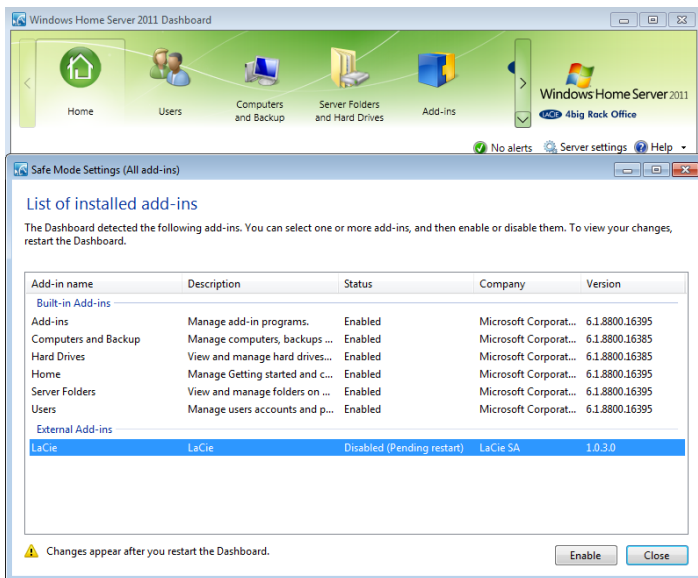 Windows Home Server 2011 Dashboard
Home
Users
Computers and Backup
Server Folders and Hard Drives
Add-ins
Windows Home Server 2011
LACIE 4big Rack Office
No alerts Server settings Help
Safe Mode Settings (All add-ins)
List of installed add-ins
The Dashboard detected the following add-ins. You can select one or more add-ins, and then enable or disable them. To view your changes,
restart the Dashboard.
Add-in name Description Status Company Version
Built-in Add-ins
Add-ins Manage add-in programs. Enabled Microsoft Corporat... 6.1.8800.16395
Computers and Backup Manage computers, backups ... Enabled Microsoft Corporat... 6.1.8800.16385
Hard Drives View and manage hard drives... Enabled Microsoft Corporat... 6.1.8800.16385
Home Manage Getting started and c... Enabled Microsoft Corporat... 6.1.8800.16395
Server Folders View and manage folders on ... Enabled Microsoft Corporat... 6.1.8800.16395
Users Manage users accounts and p... Enabled Microsoft Corporat... 6.1.8800.16395
External Add-ins
LaCie LaCie Disabled (Pending restart) LaCie SA 1.0.3.0
Changes appear after you restart the Dashboard.
Enable Close